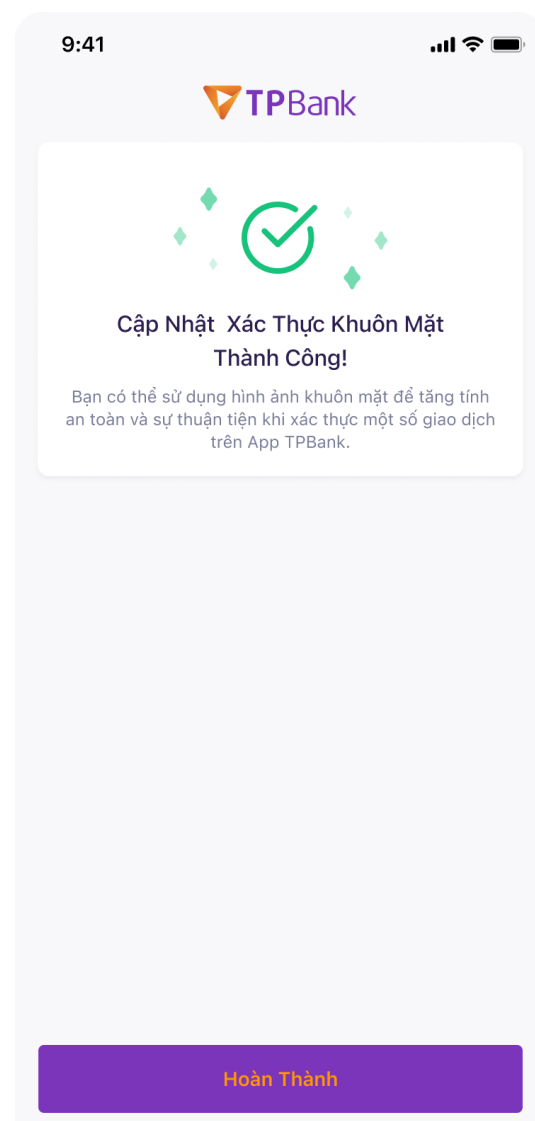 9:41
TPBank
Cập Nhật  Xác Thực Khuôn Mặt
Thành Công!
Bạn có thể sử dụng hình ảnh khuôn mặt để tăng tính
an toàn và sự thuận tiện khi xác thực một số giao dịch
trên App TPBank.
Hoàn Thành